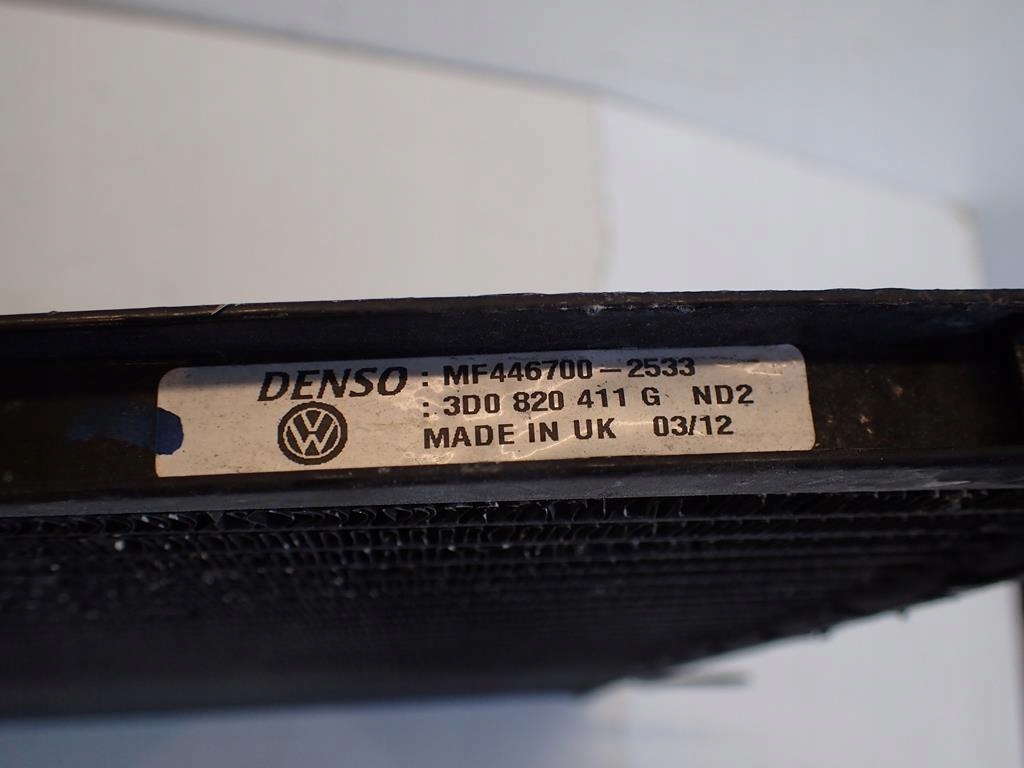 DENSO : MF446700-2533
: 3D0 820 411 G ND2
MADE IN UK 03/12